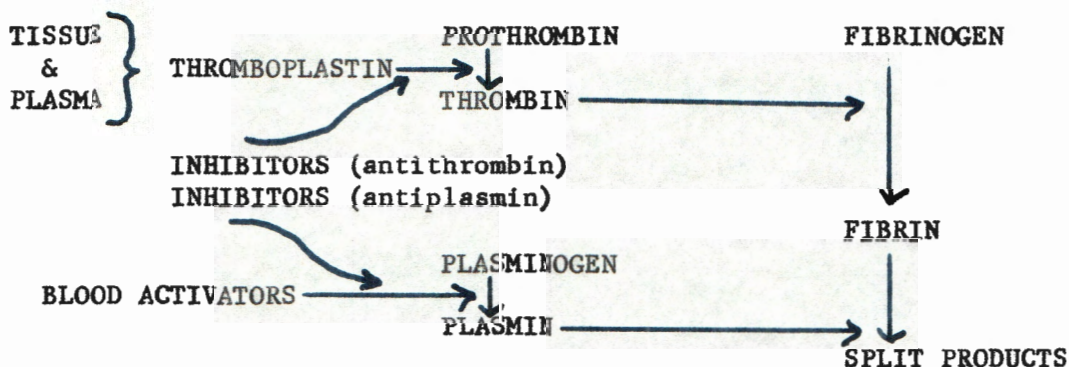 TISSUE PROTHROMBIN FIBRINOGEN
& THROMBOPLASTIN
PLASMA THROMBIN
INHIBITORS (antithrombin)
INHIBITORS (antiplasmin)
FIBRIN
PLASMINOGEN
BLOOD ACTIVATORS
PLASMIN
SPLIT PRODUCTS